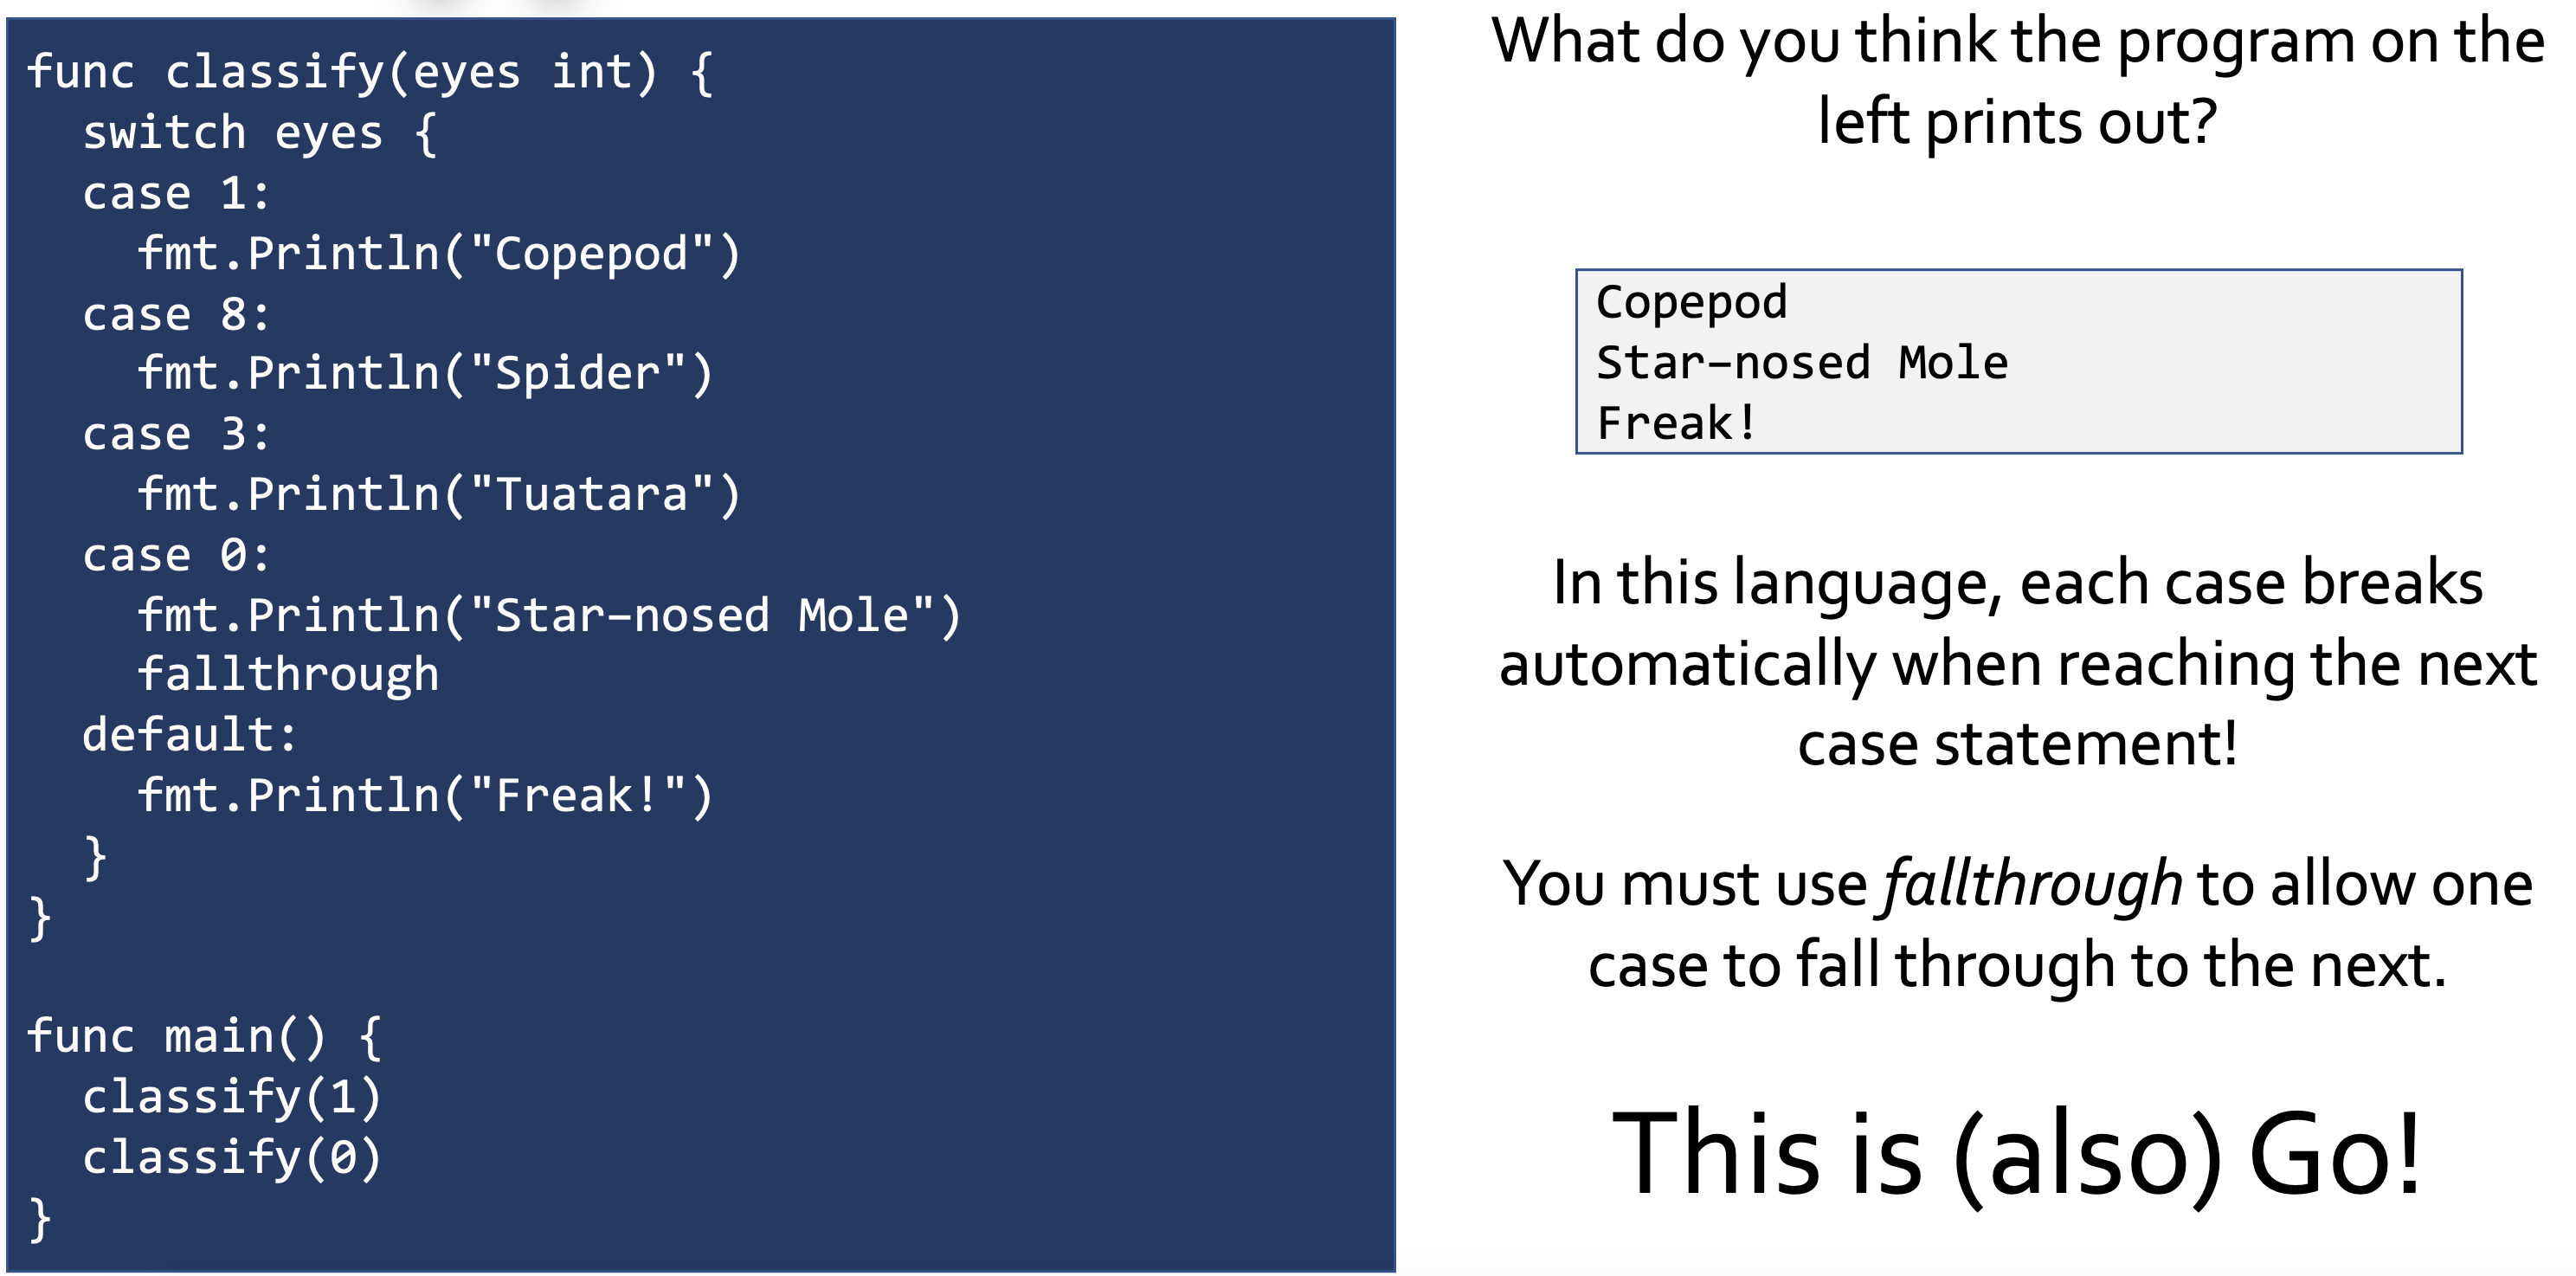 func classify(eyes int) {
  switch eyes {
  case 1:
    fmt.Println("Copepod")
  case 8:
    fmt.Println("Spider")
  case 3:
    fmt.Println("Tuatara")
  case 0:
    fmt.Println("Star-nosed Mole")
    fallthrough
  default:
    fmt.Println("Freak!")
  }
}

func main() {
  classify(1)
  classify(0)
}
What do you think the program on the
left prints out?
Copepod
Star-nosed Mole
Freak!
In this language, each case breaks
automatically when reaching the next
case statement!
You must use fallthrough to allow one
case to fall through to the next.
This is (also) Go!